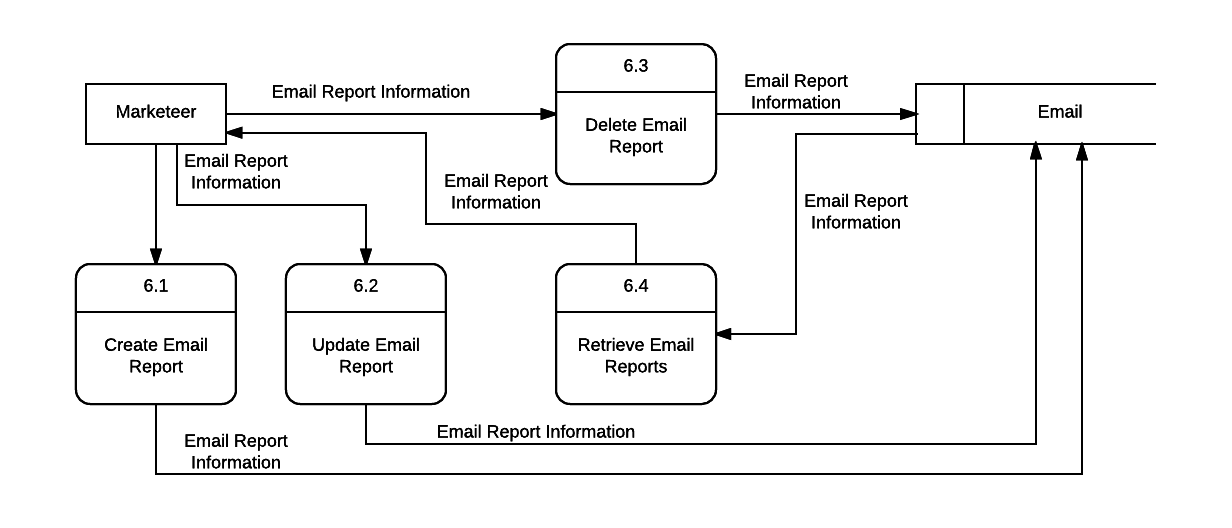 6.3
Email Report
Information
Marketeer
Email Report Information
Email
Delete Email
Report
Email Report
Information
Email Report
Information
Email Report
Information
6.1
6.2
6.4
Create Email
Report
Update Email
Report
Retrieve Email
Reports
Email Report Information
Email Report
Information